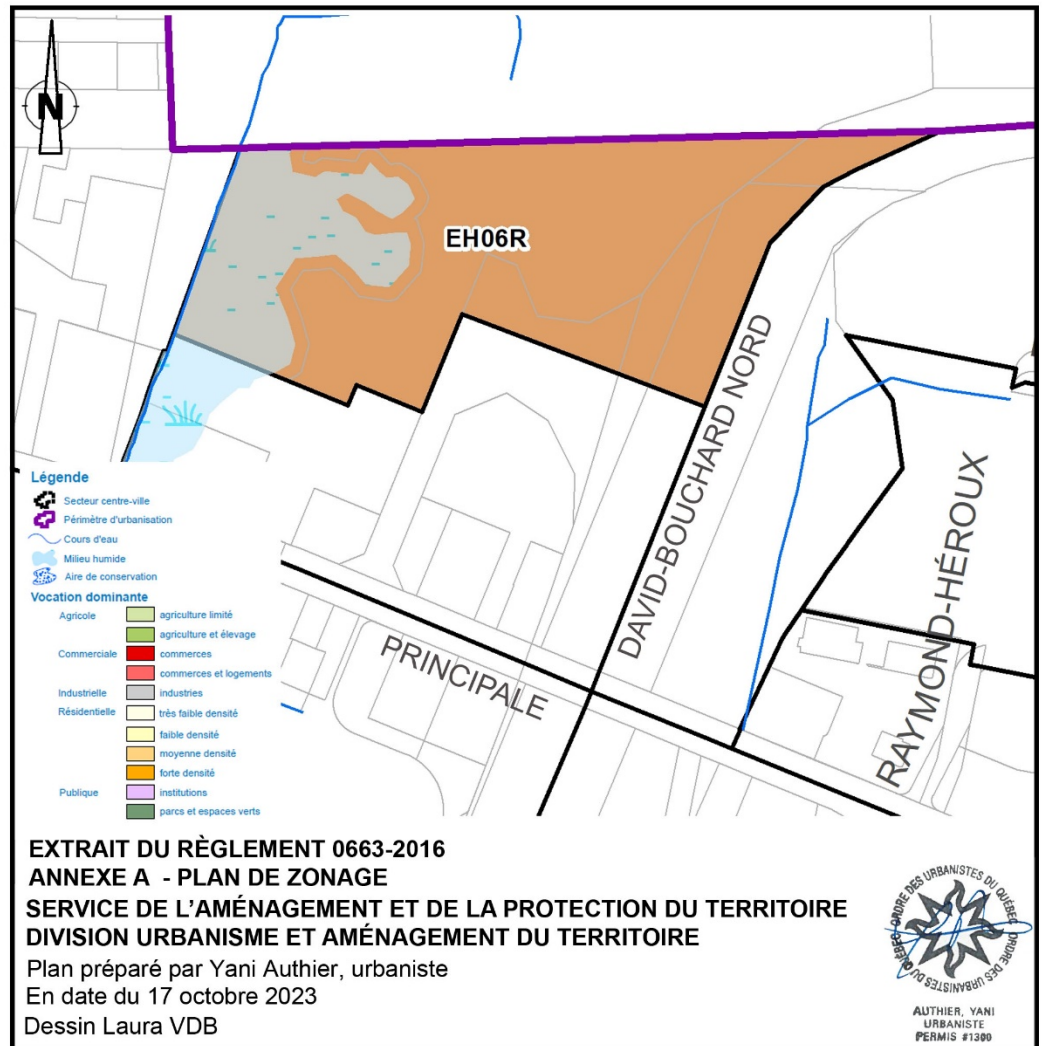 N
EH06R
DAVID-BOUCHARD NORD
RAYMOND-HÉROUX
PRINCIPALE
Légende
Secteur centre-ville
Périmètre d'urbanisation
Cours d'eau
Milieu humide
Aire de conservation
Vocation dominante
Agricole
agriculture limité
agriculture et élevage
Commerciale
commerces
commerces et logements
Industrielle
industries
Résidentielle
très faible densité
faible densité
moyenne densité
forte densité
Publique
institutions
parcs et espaces verts
EXTRAIT DU RÈGLEMENT 0663-2016
ANNEXE A - PLAN DE ZONAGE
SERVICE DE L'AMÉNAGEMENT ET DE LA PROTECTION DU TERRITOIRE
DIVISION URBANISME ET AMÉNAGEMENT DU TERRITOIRE
Plan préparé par Yani Authier, urbaniste
En date du 17 octobre 2023
Dessin Laura VDB
ORDRE DES URBANISTES DU QUÉBEC
ORDRE DES URBANISTES DU QUÉBEC
AUTHIER, YANI
URBANISTE
PERMIS #1300